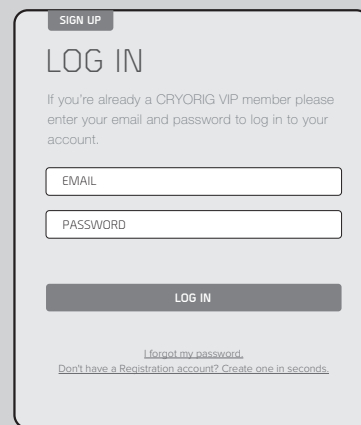 SIGN UP
LOG IN
If you're already a CRYORIG VIP member please
enter your email and password to log in to your
account.
EMAIL
PASSWORD
LOG IN
I forgot my password.
Don't have a Registration account? Create one in seconds.